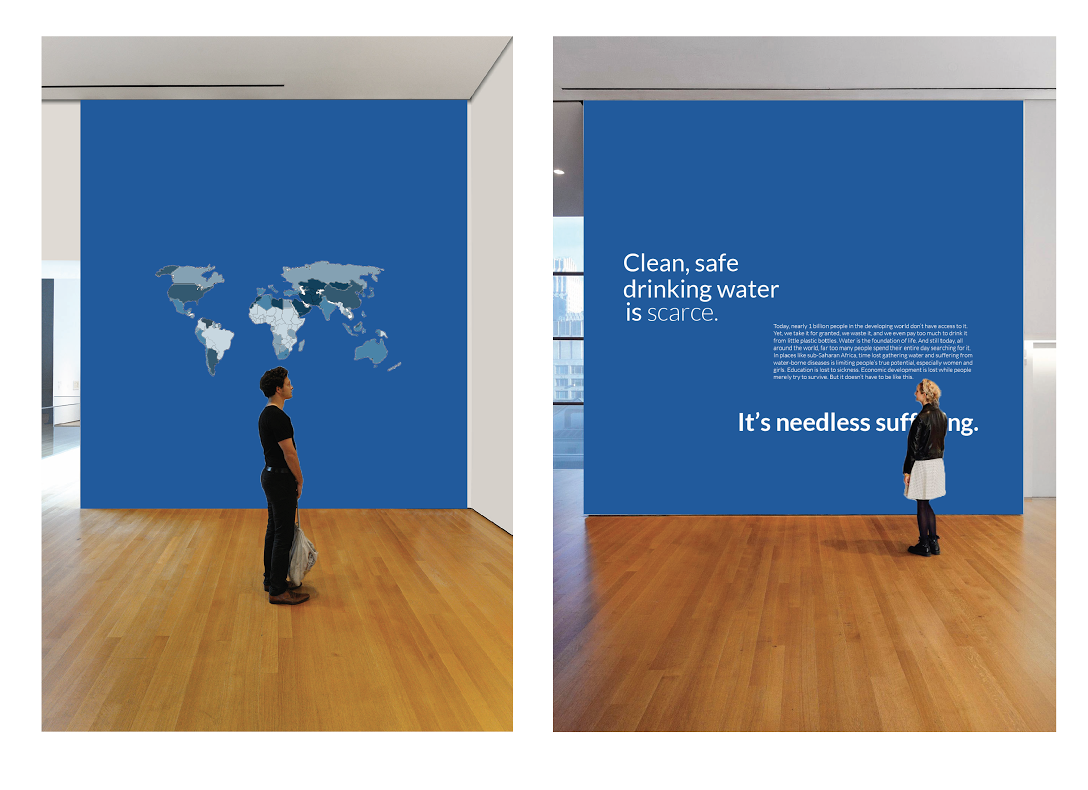 Clean, safe
drinking water
is scarce.
Today, nearly 1 billion people in the developing world don't have access to it.
Yet, we take it for granted, we waste it, and we even pay too much to drink it
from little plastic bottles. Water is the foundation of life. And still today, all
around the world, far too many people spend their entire day searching for it.
In places like sub-Saharan Africa, time lost gathering water and suffering from
water-borne diseases is limiting people's true potential, especially women and
girls. Education is lost to sickness. Economic development is lost while people
merely try to survive. But it doesn't have to be like this.
It's needless suff ng.